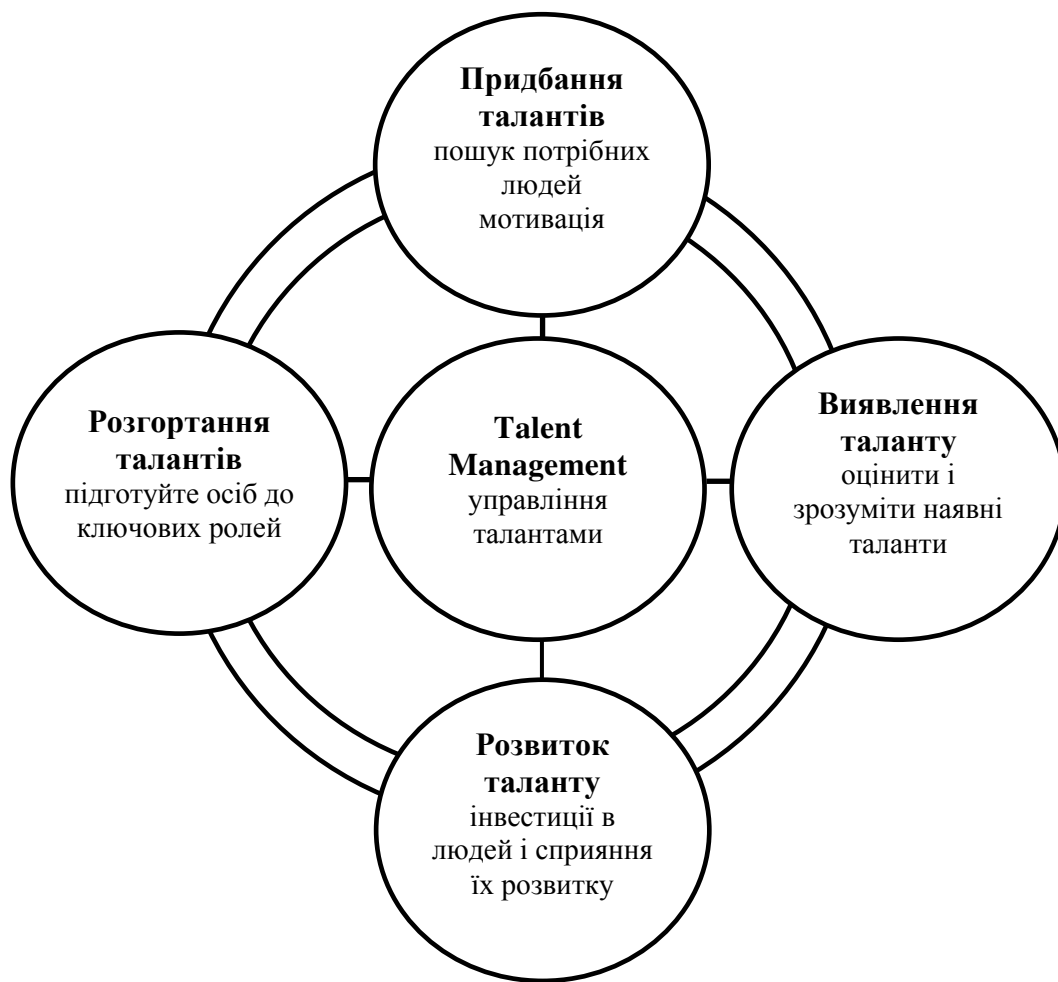 Придбання
талантів
пошук потрібних
людей
мотивація
Розгортання
талантів
підготуйте осіб до
ключових ролей
Talent
Management
управління
талантами
Виявлення
таланту
оцінити і
зрозуміти наявні
таланти
Розвиток
таланту
інвестиції в
людей і сприяння
їх розвитку